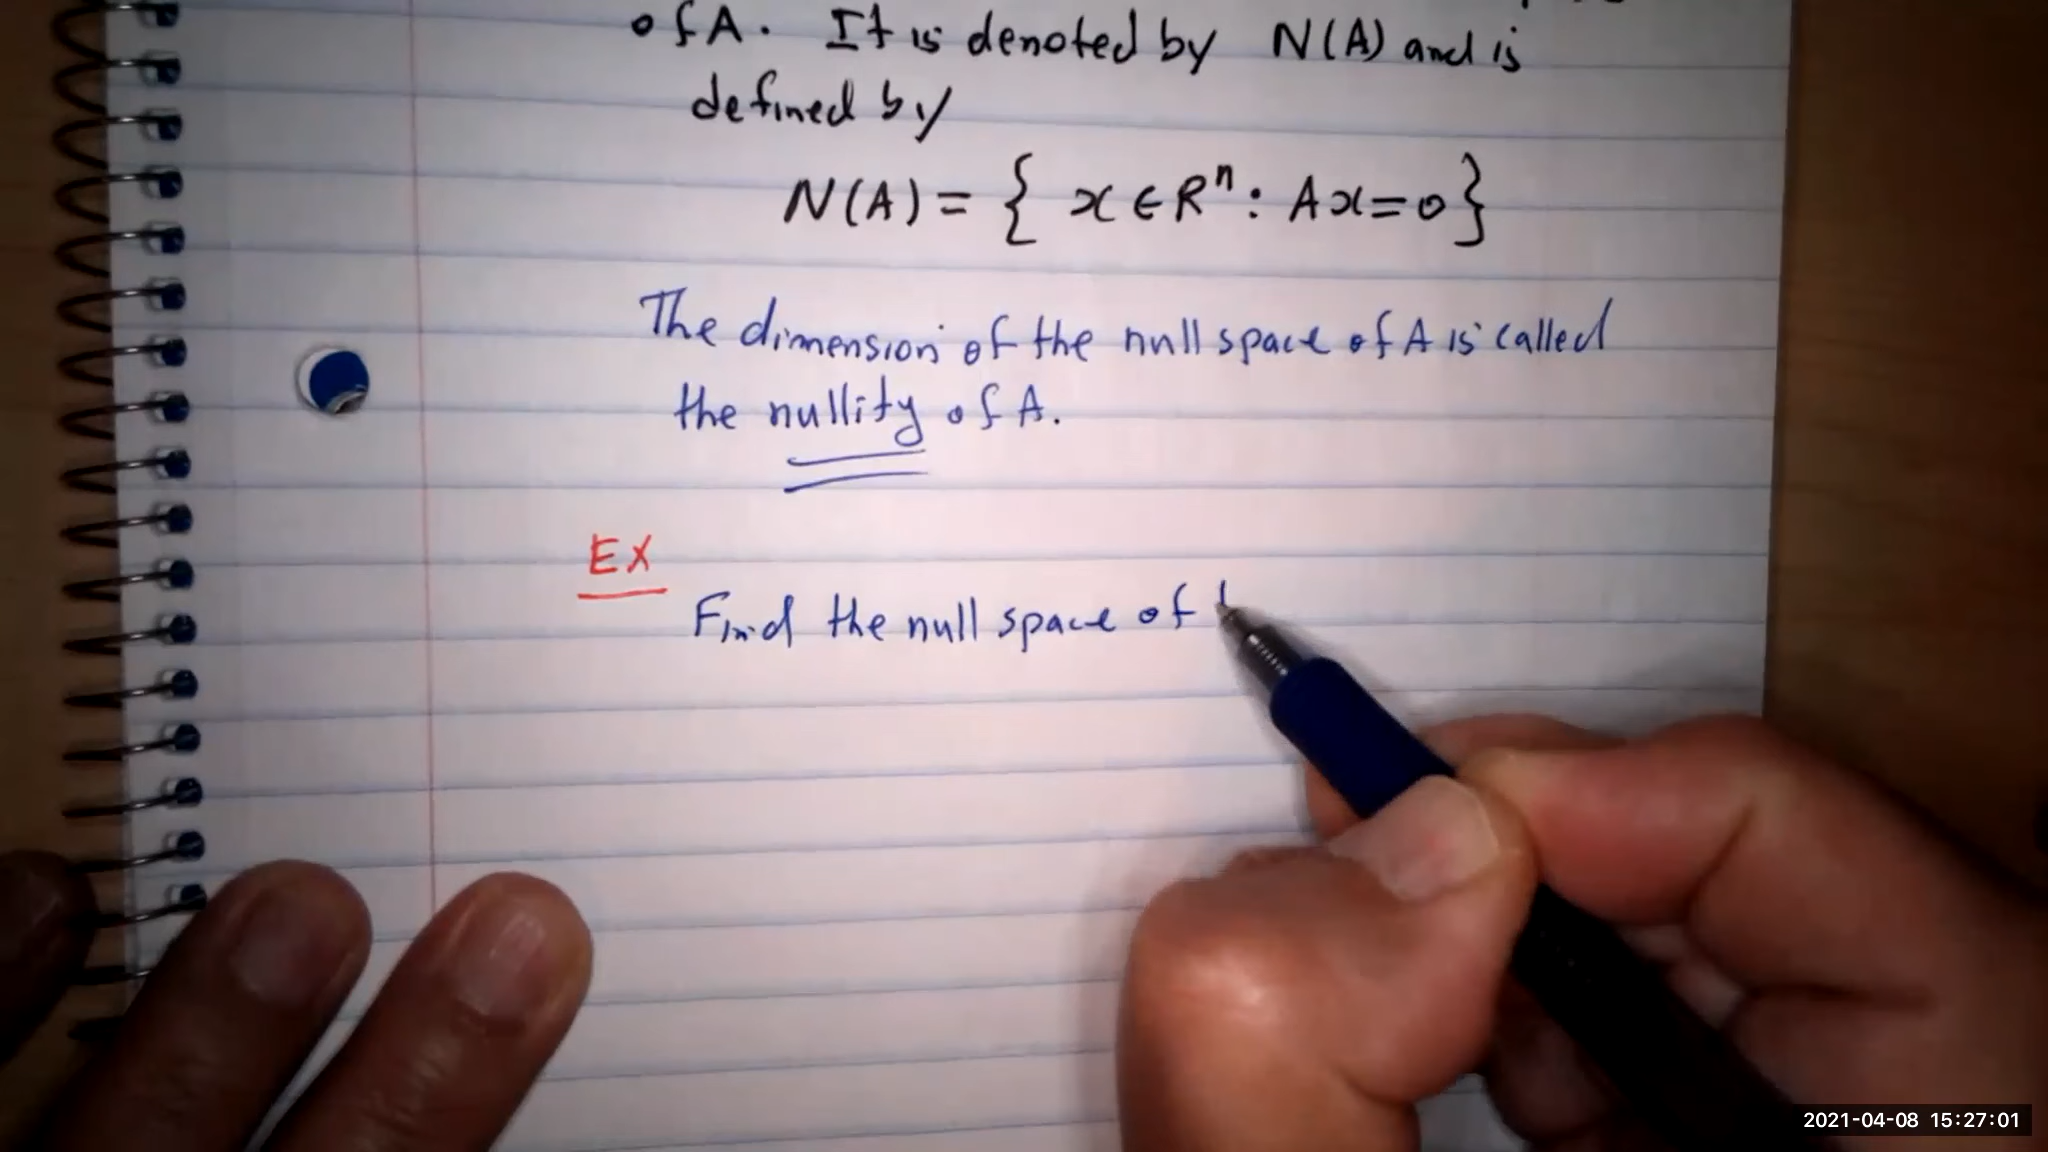 of A. It is denoted by N(A) and is
defined by
N(A) = { x ∈ Rⁿ : Ax = 0 }
The dimension of the null space of A is called
the nullity of A.
EX
Find the null space of
2021-04-08 15:27:01